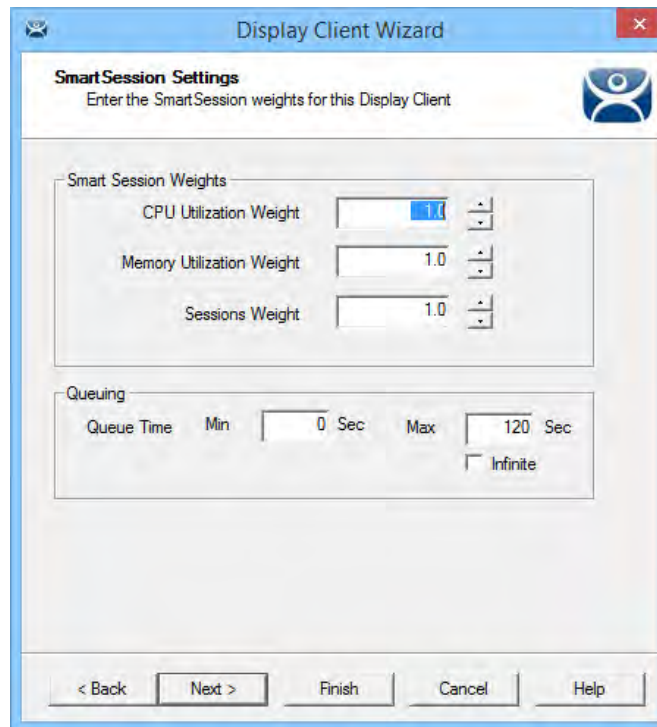 Display Client Wizard
SmartSession Settings
Enter the SmartSession weights for this Display Client
Smart Session Weights
CPU Utilization Weight 1.0
Memory Utilization Weight 1.0
Sessions Weight 1.0
Queuing
Queue Time Min 0 Sec Max 120 Sec
Infinite
< Back Next > Finish Cancel Help